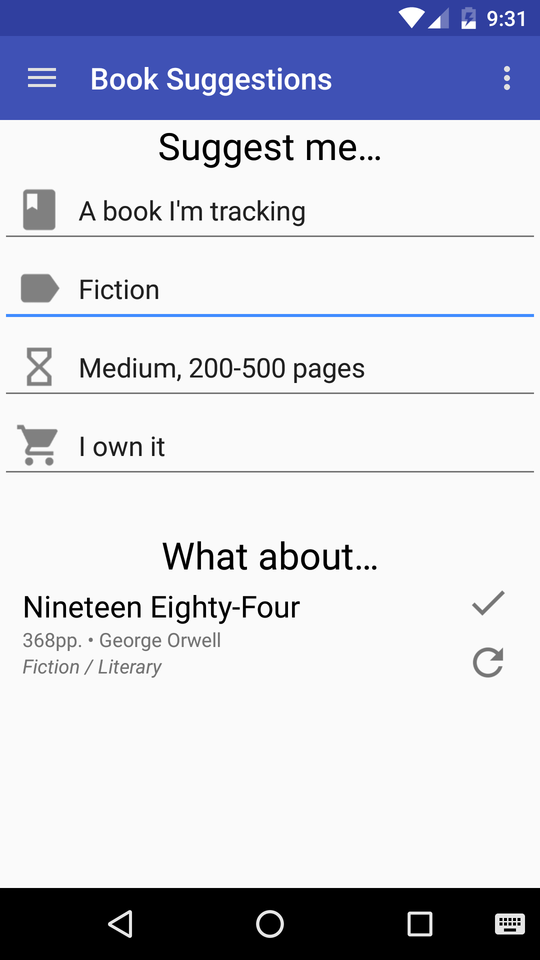 9:31
Book Suggestions
Suggest me...
A book I'm tracking
Fiction
Medium, 200-500 pages
I own it
What about...
Nineteen Eighty-Four
368pp. • George Orwell
Fiction / Literary